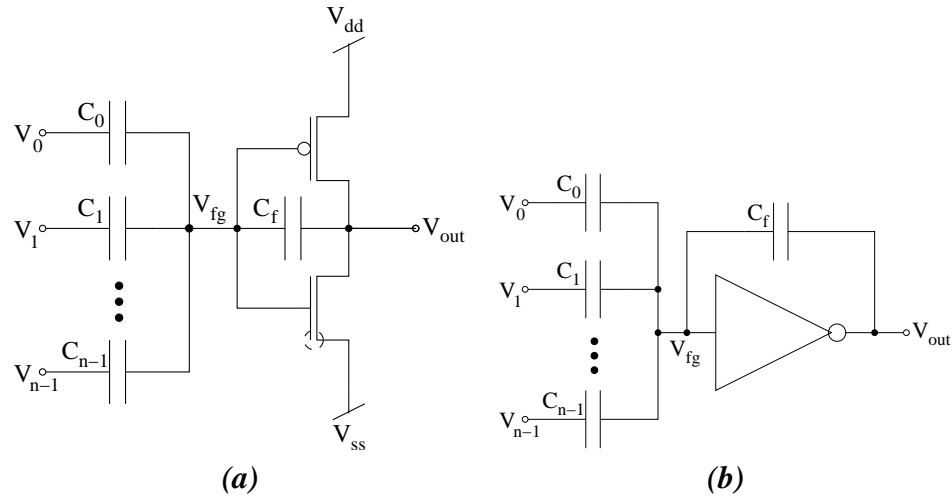 V_dd
C_0
V_0
C_1
V_fg
C_f
V_1
V_out
C_n−1
V_n−1
V_ss
(a)
C_0
V_0
C_f
C_1
V_1
V_fg
V_out
C_n−1
V_n−1
(b)